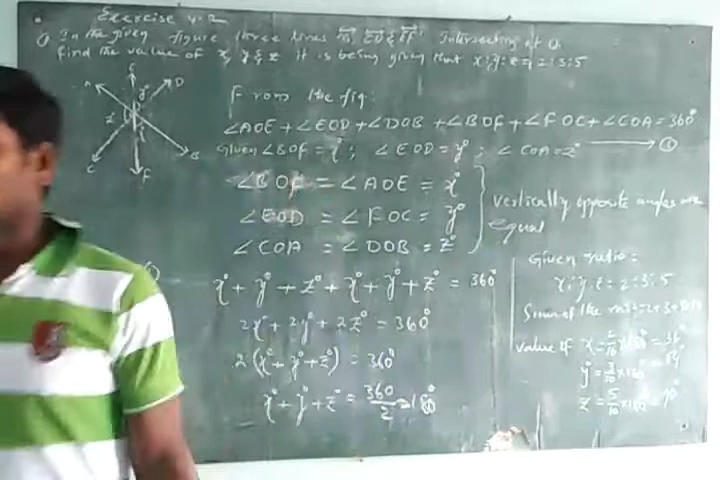 Exercise 4.2
Q In the given figure three lines AB, CD & EF Intersecting at O.
find the value of x, y & z it is being given that x:y:z = 2:3:5
E
A
D
y°
z
O
C
B
F
From the fig:
∠AOE + ∠EOD + ∠DOB + ∠BOF + ∠FOC + ∠COA = 360°
Given ∠BOF = x° ; ∠EOD = y° ; ∠COA = z° ①
∠BOF = ∠AOE = x°
∠EOD = ∠FOC = y°
∠COA = ∠DOB = z°
vertically opposite angles are
equal
x° + y° + z° + x° + y° + z° = 360°
2x° + 2y° + 2z° = 360°
2 (x° + y° + z°) = 360°
x° + y° + z° = 360/2 = 180°
Given ratio:
x:y:z = 2:3:5
Sum of the = 2+3+5=10
value of x = 2/10 × 180° = 36°
y = 3/10 × 180 = 54
z = 5/10 × 180 = 90°